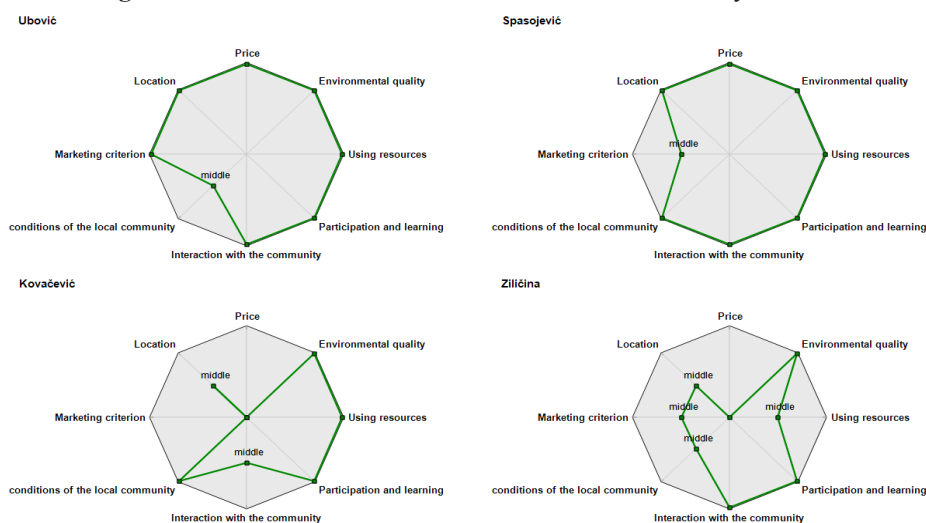 Ubović
Price
Location
Environmental quality
Marketing criterion
Using resources
middle
conditions of the local community
Participation and learning
Interaction with the community
Spasojević
Price
Location
Environmental quality
middle
Marketing criterion
Using resources
conditions of the local community
Participation and learning
Interaction with the community
Kovačević
Price
Location
Environmental quality
middle
Marketing criterion
Using resources
middle
conditions of the local community
Participation and learning
Interaction with the community
Ziličina
Price
Location
Environmental quality
middle
middle
middle
Marketing criterion
Using resources
middle
conditions of the local community
Participation and learning
Interaction with the community